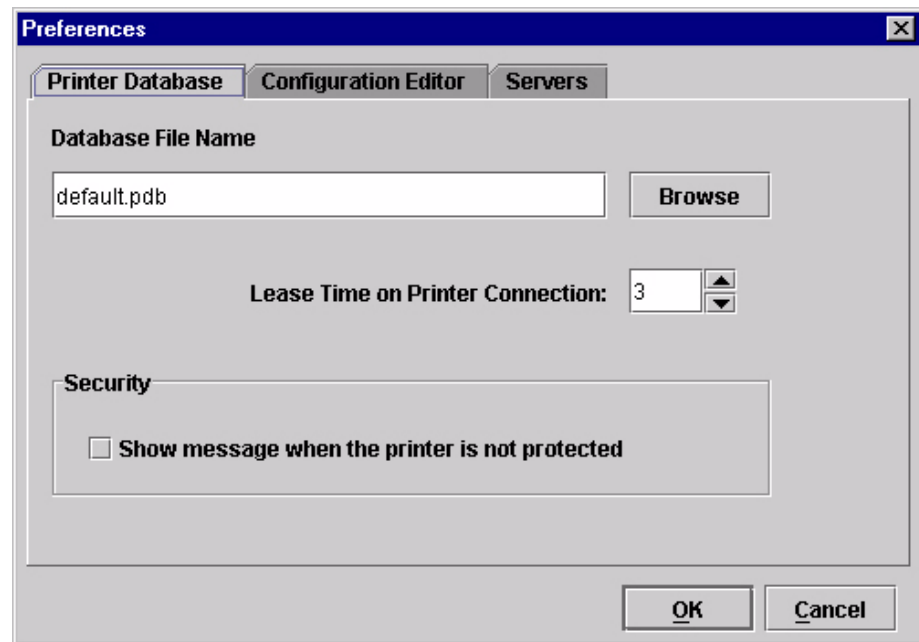 Preferences
Printer Database Configuration Editor Servers
Database File Name
default.pdb Browse
Lease Time on Printer Connection: 3
Security
Show message when the printer is not protected
OK Cancel